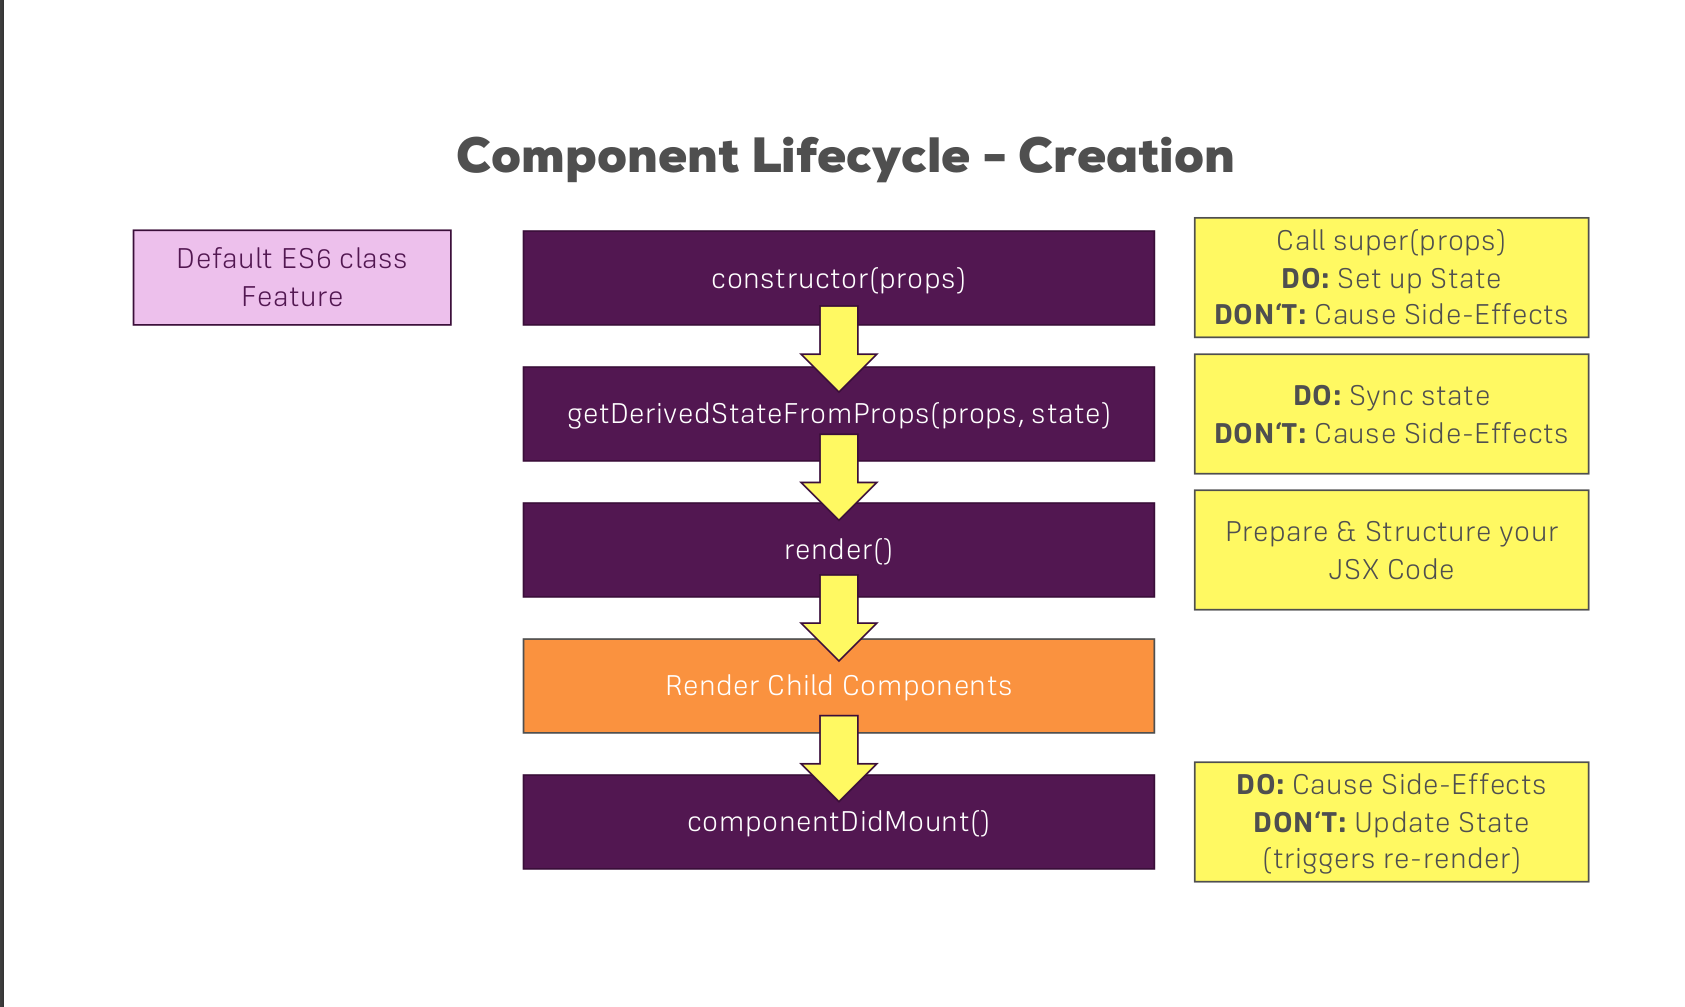 Component Lifecycle – Creation
Default ES6 class
Feature
constructor(props)
Call super(props)
DO: Set up State
DON‘T: Cause Side-Effects
getDerivedStateFromProps(props, state)
DO: Sync state
DON‘T: Cause Side-Effects
render()
Prepare & Structure your
JSX Code
Render Child Components
componentDidMount()
DO: Cause Side-Effects
DON‘T: Update State
(triggers re-render)